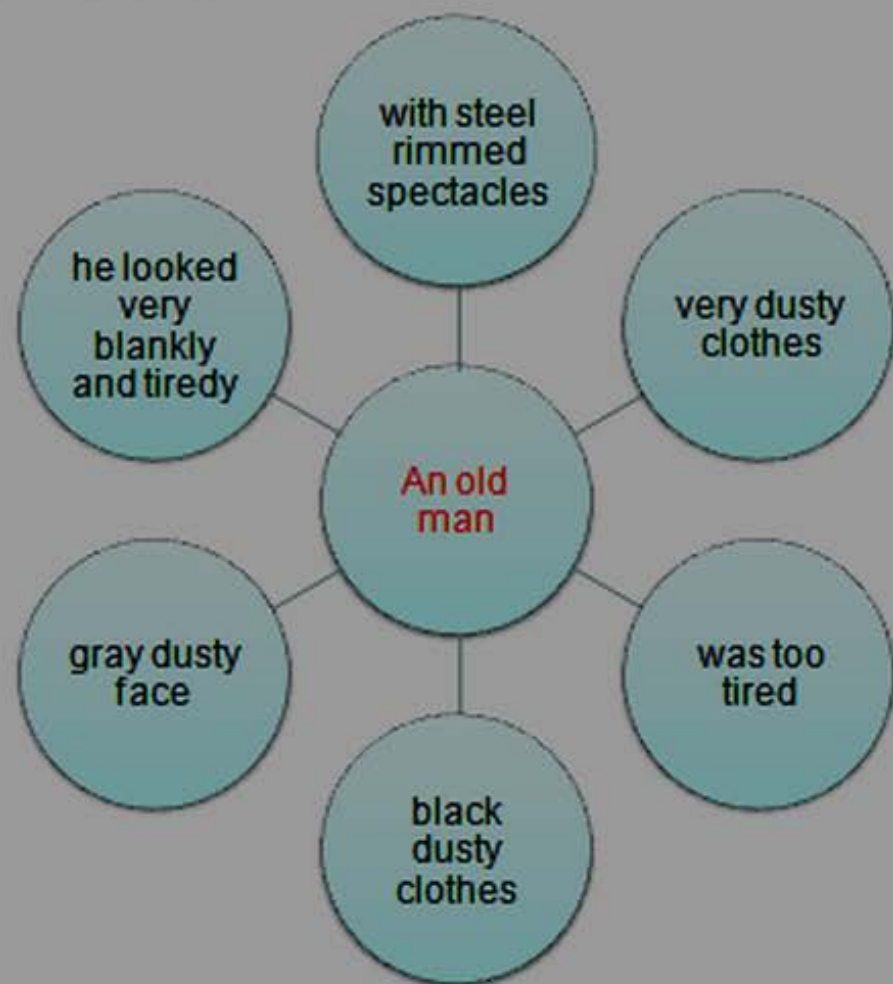 with steel
rimmed
spectacles
he looked
very
blankly
and tiredy
very dusty
clothes
An old
man
gray dusty
face
was too
tired
black
dusty
clothes